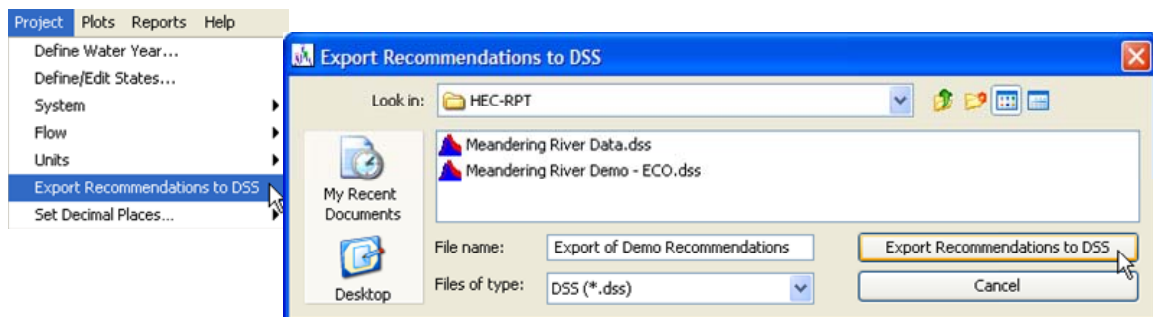 Project Plots Reports Help
Define Water Year...
Define/Edit States...
System
Flow
Units
Export Recommendations to DSS
Set Decimal Places...
Export Recommendations to DSS
Look in: HEC-RPT
My Recent
Documents
Desktop
Meandering River Data.dss
Meandering River Demo - ECO.dss
File name: Export of Demo Recommendations Export Recommendations to DSS
Files of type: DSS (*.dss) Cancel